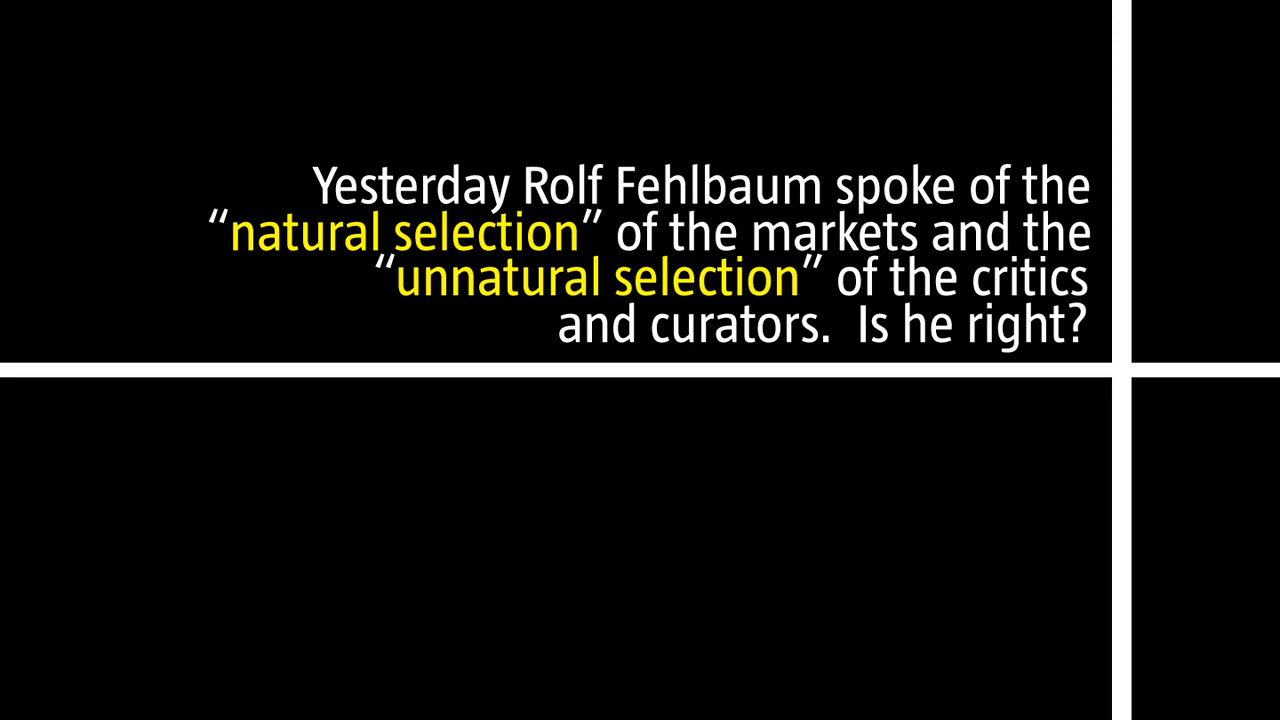 Yesterday Rolf Fehlbaum spoke of the
“natural selection” of the markets and the
“unnatural selection” of the critics
and curators.  Is he right?